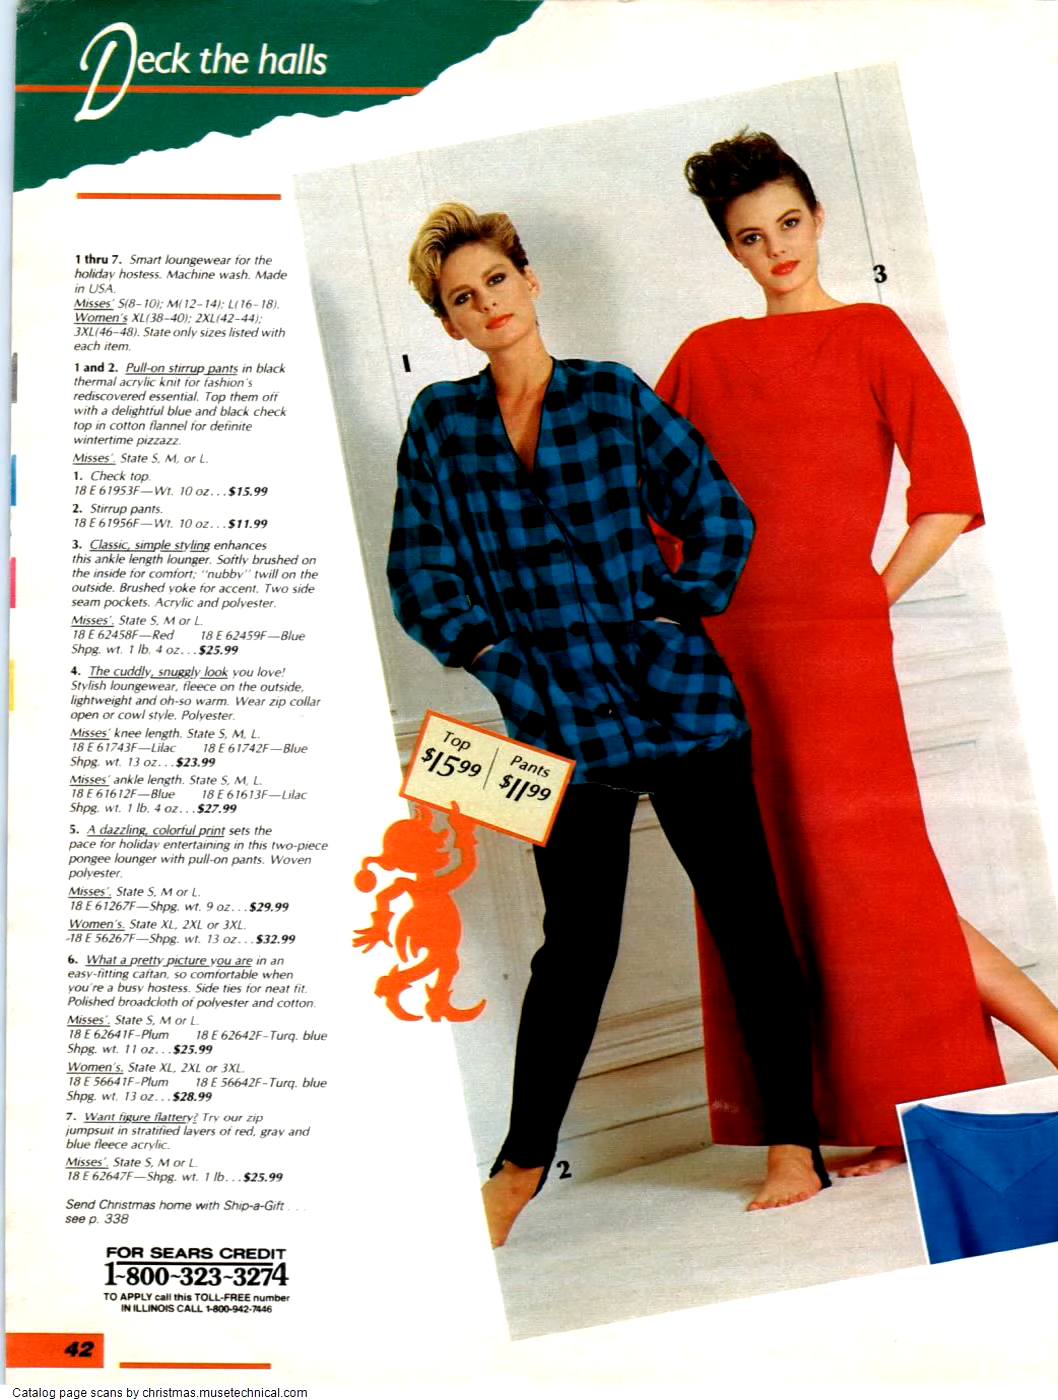 Deck the halls
1 thru 7. Smart loungewear for the
holiday hostess. Machine wash. Made
in USA.
Misses' S(8-10); M(12-14); L(16-18).
Women's XL(38-40); 2XL(42-44);
3XL(46-48). State only sizes listed with
each item.
1 and 2. Pull-on stirrup pants in black
thermal acrylic knit for fashion's
rediscovered essential. Top them off
with a delightful blue and black check
top in cotton flannel for definite
wintertime pizzazz.
Misses'. State S, M, or L.
1. Check top.
18 E 61953F—Wt. 10 oz...$15.99
2. Stirrup pants.
18 E 61956F—Wt. 10 oz...$11.99
3. Classic, simple styling enhances
this ankle length lounger. Softly brushed on
the inside for comfort; "nubby" twill on the
outside. Brushed yoke for accent. Two side
seam pockets. Acrylic and polyester.
Misses'. State S, M or L.
18 E 62458F—Red 18 E 62459F—Blue
Shpg. wt. 1 lb. 4 oz...$25.99
4. The cuddly, snuggly look you love!
Stylish loungewear, fleece on the outside,
lightweight and oh-so warm. Wear zip collar
open or cowl style. Polyester.
Misses' knee length. State S, M, L.
18 E 61743F—Lilac 18 E 61742F—Blue
Shpg. wt. 13 oz...$23.99
Misses' ankle length. State S, M, L.
18 E 61612F—Blue 18 E 61613F—Lilac
Shpg. wt. 1 lb. 4 oz...$27.99
5. A dazzling, colorful print sets the
pace for holiday entertaining in this two-piece
pongee lounger with pull-on pants. Woven
polyester.
Misses'. State S, M or L.
18 E 61267F—Shpg. wt. 9 oz...$29.99
Women's. State XL, 2XL or 3XL.
-18 E 56267F—Shpg. wt. 13 oz...$32.99
6. What a pretty picture you are in an
easy-fitting caftan, so comfortable when
you're a busy hostess. Side ties for neat fit.
Polished broadcloth of polyester and cotton.
Misses'. State S, M or L.
18 E 62641F-Plum 18 E 62642F-Turq. blue
Shpg. wt. 11 oz...$25.99
Women's. State XL, 2XL or 3XL.
18 E 56641F-Plum 18 E 56642F-Turq. blue
Shpg. wt. 13 oz...$28.99
7. Want figure flattery? Try our zip
jumpsuit in stratified layers of red, gray and
blue fleece acrylic.
Misses'. State S, M or L.
18 E 62647F—Shpg. wt. 1 lb...$25.99
Send Christmas home with Ship-a-Gift...
see p. 338
FOR SEARS CREDIT
1-800-323-3274
TO APPLY call this TOLL-FREE number
IN ILLINOIS CALL 1-800-942-7446
42
1
3
Top
$15.99
Pants
$11.99
2
Catalog page scans by christmas.musetechnical.com